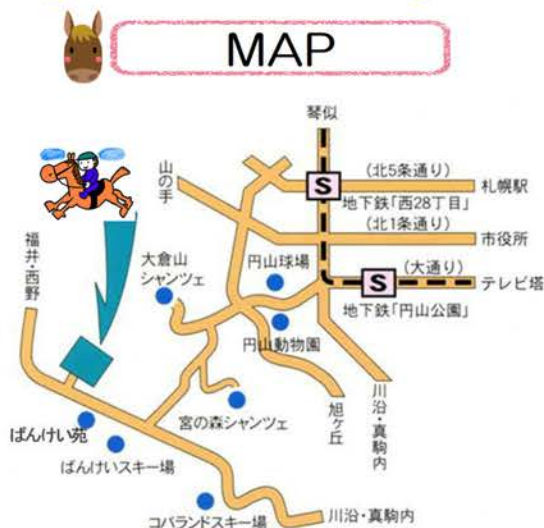 MAP
琴似
(北5条通り)
S
札幌駅
地下鉄「西28丁目」
山の手
(北1条通り)
市役所
福井・西野
大倉山
シャンツェ
円山球場
(大通り)
S
テレビ塔
地下鉄「円山公園」
円山動物園
旭ヶ丘
川沿・真駒内
宮の森シャンツェ
ばんけい苑
ばんけいスキー場
コバランドスキー場
川沿・真駒内